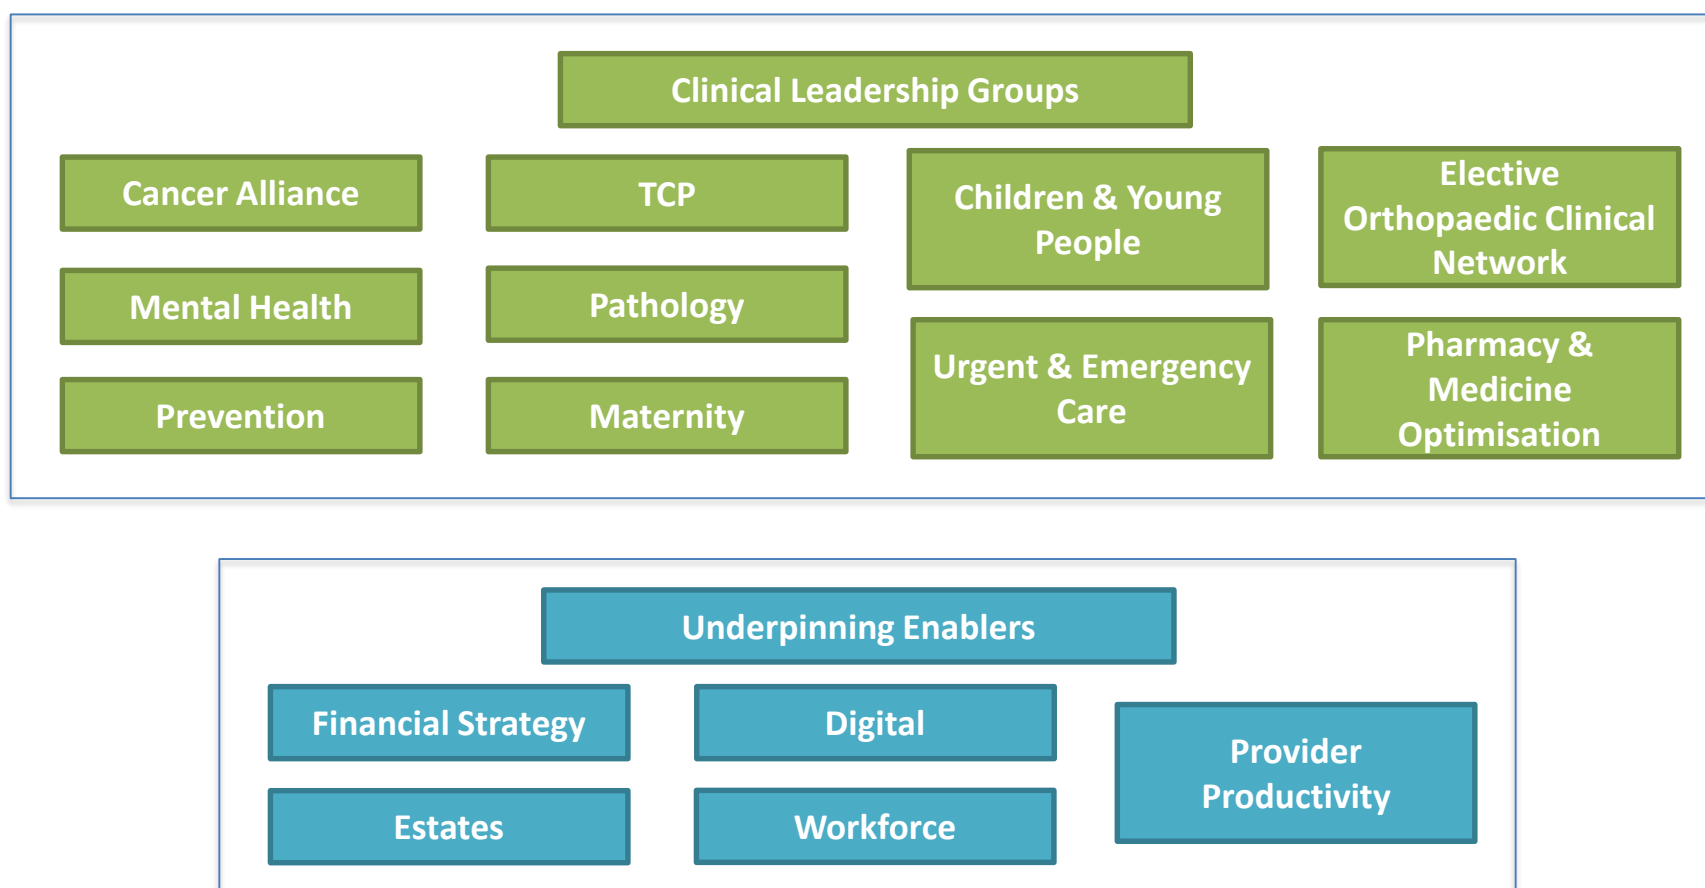 Clinical Leadership Groups
Cancer Alliance
TCP
Children & Young
People
Elective
Orthopaedic Clinical
Network
Mental Health
Pathology
Urgent & Emergency
Care
Pharmacy &
Medicine
Optimisation
Prevention
Maternity
Underpinning Enablers
Financial Strategy
Digital
Provider
Productivity
Estates
Workforce